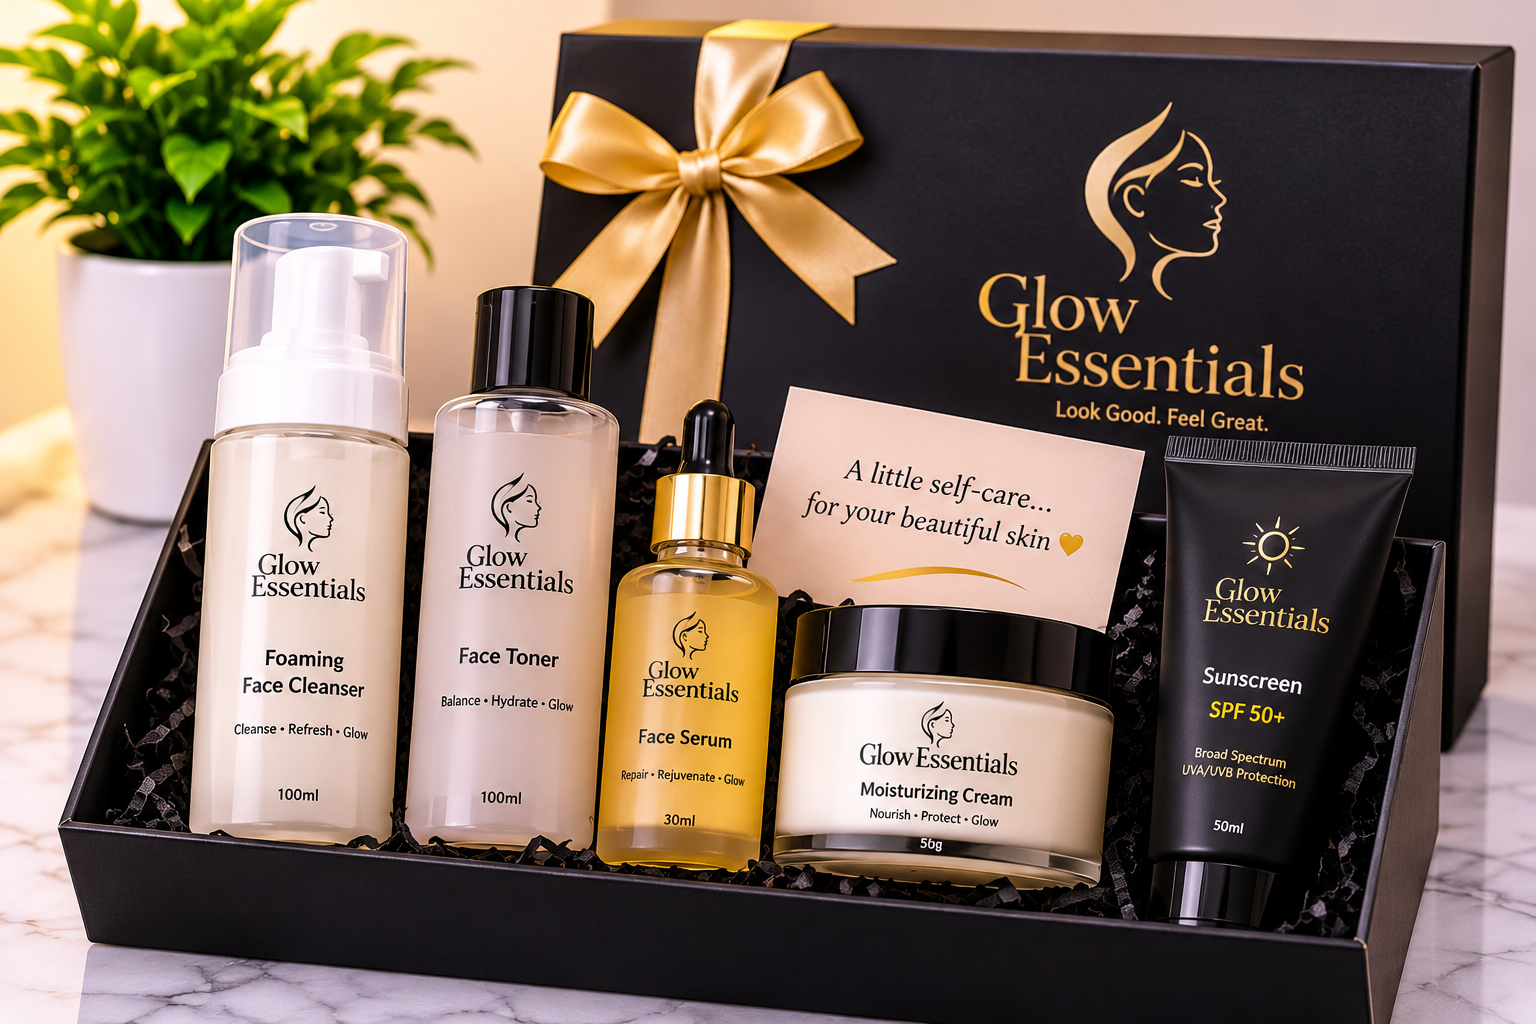 Glow
Essentials
Look Good. Feel Great.
A little self-care...
for your beautiful skin
Glow
Essentials
Foaming
Face Cleanser
Cleanse • Refresh • Glow
100ml
Glow
Essentials
Face Toner
Balance • Hydrate • Glow
100ml
Glow
Essentials
Face Serum
Repair • Rejuvenate • Glow
30ml
Glow Essentials
Moisturizing Cream
Nourish • Protect • Glow
50g
Glow
Essentials
Sunscreen
SPF 50+
Broad Spectrum
UVA/UVB Protection
50ml